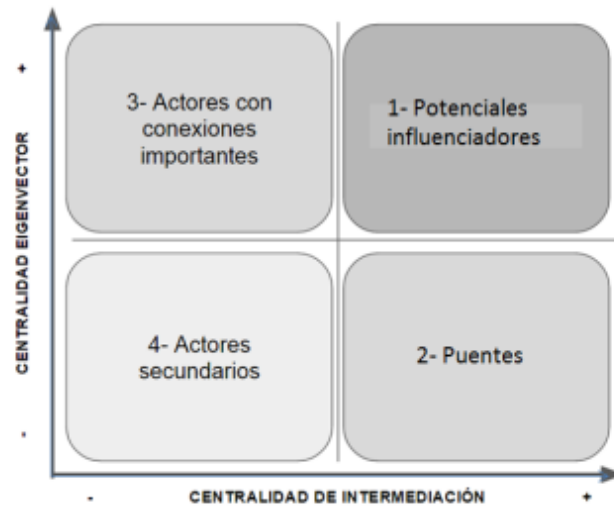 +
CENTRALIDAD EIGENVECTOR
-
3- Actores con
conexiones
importantes
1- Potenciales
influenciadores
4- Actores
secundarios
2- Puentes
-
CENTRALIDAD DE INTERMEDIACIÓN
+